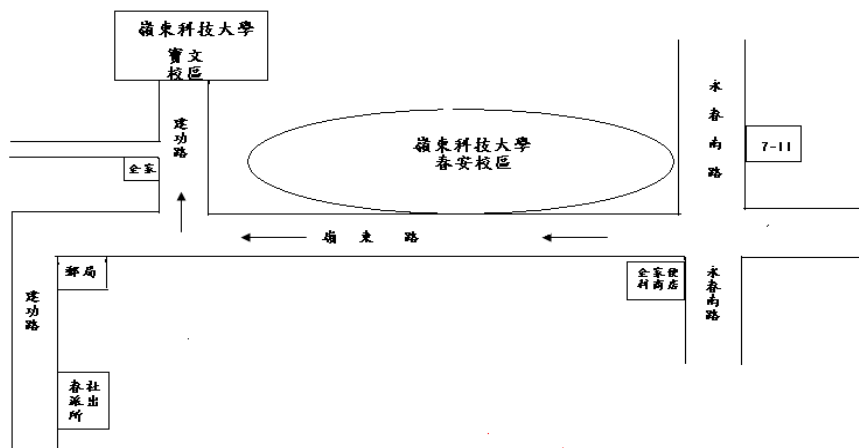 嶺東科技大學
寶文
校區
建功路
全家
嶺東科技大學
春安校區
永春南路
7-11
嶺東路
郵局
全家便
利商店
永春南路
建功路
春社
派出
所